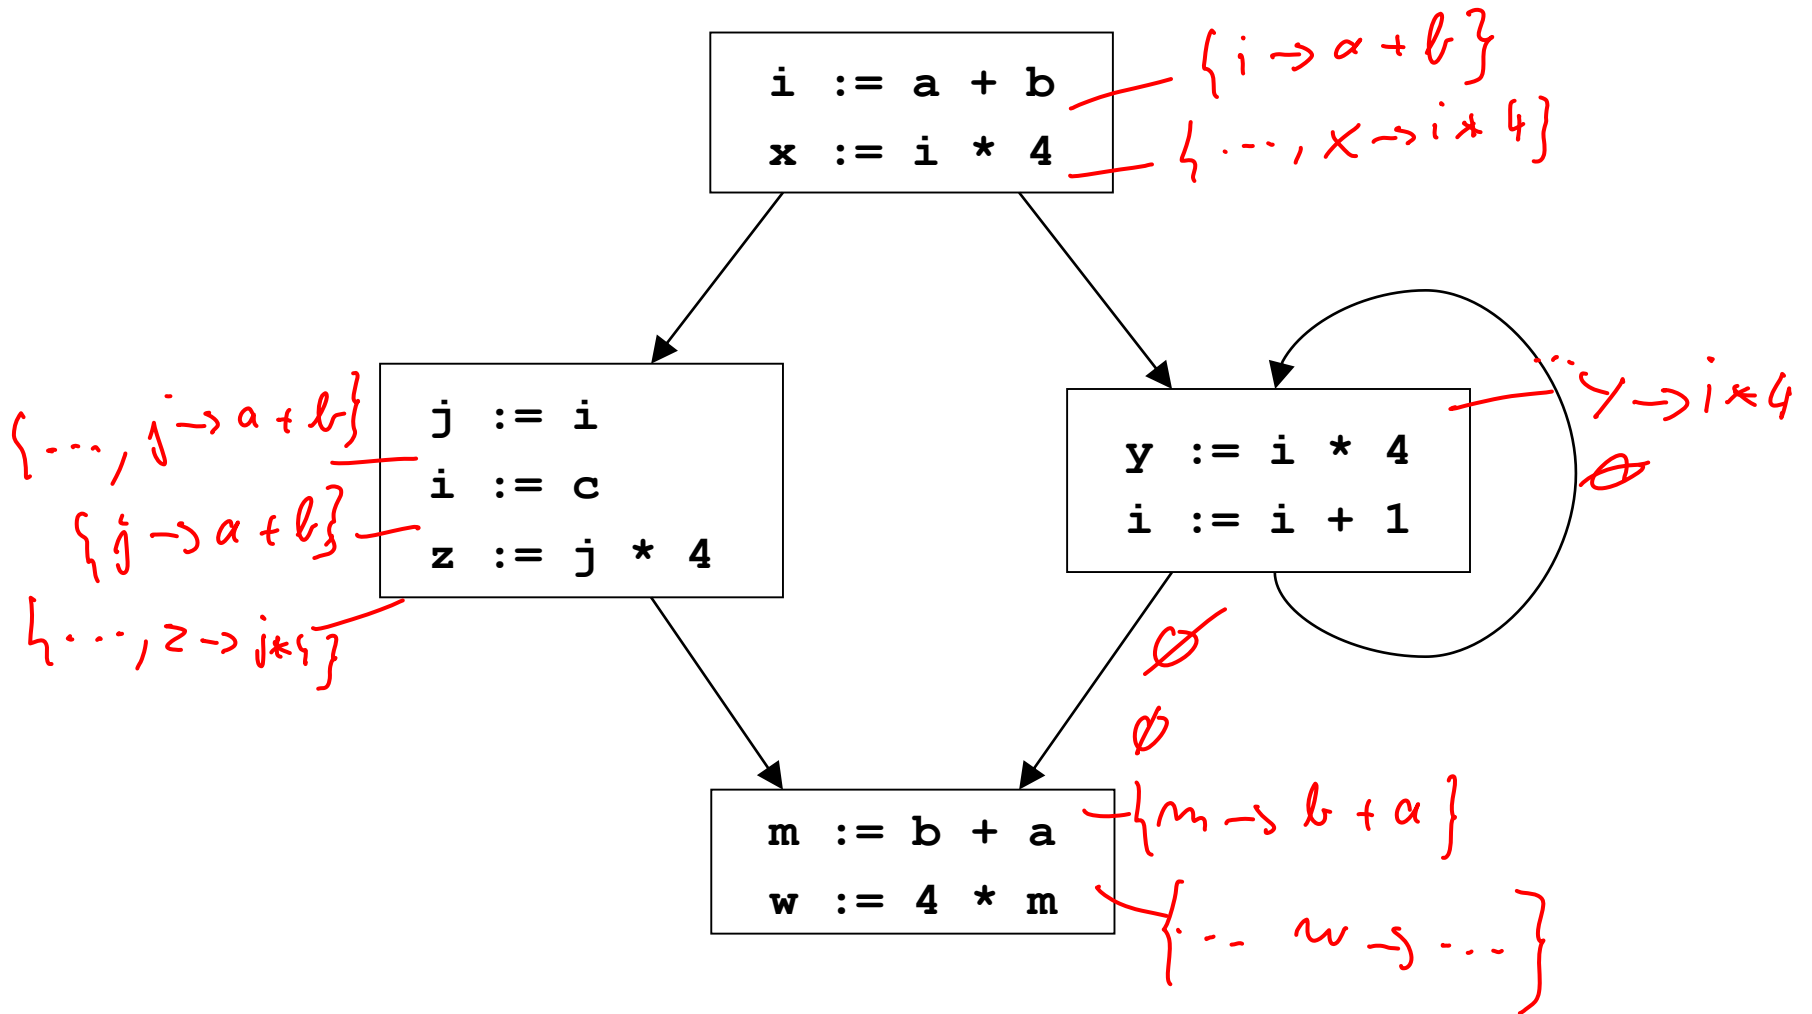 i := a + b
{i → a + b}
x := i * 4
{ ..., x → i * 4}
j := i
{ ..., j → a + b}
i := c
{j → a + b}
z := j * 4
{ ..., z → j*4}
... y → i * 4
y := i * 4
∅
i := i + 1
∅
∅
m := b + a
{m → b + a}
w := 4 * m
{... w → ... }